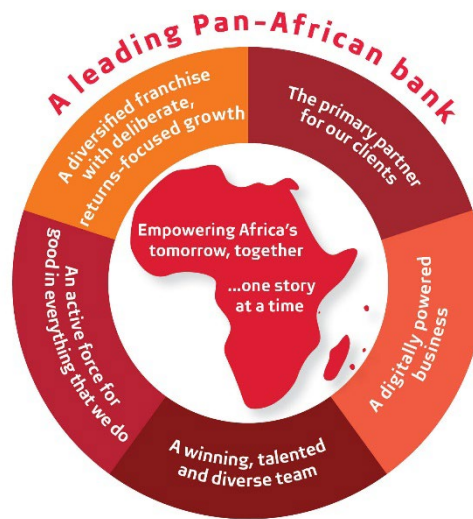 A leading Pan-African bank
A diversified franchise
with deliberate,
returns-focused growth
The primary partner
for our clients
A digitally powered
business
A winning, talented
and diverse team
An active force for
good in everything that we do
Empowering Africa's
tomorrow, together
...one story
at a time